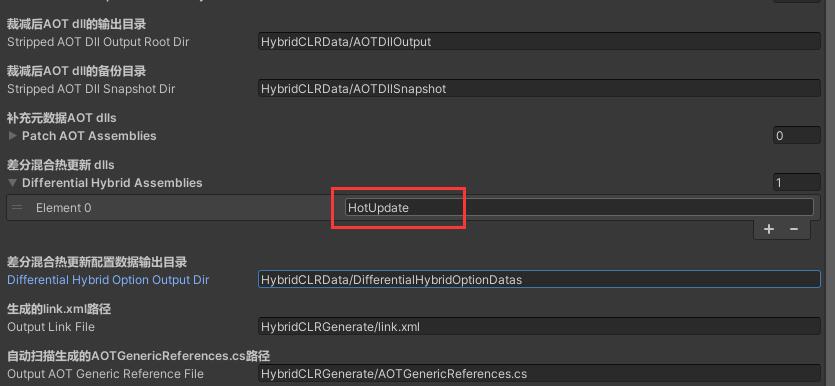 裁减后AOT dll的输出目录
Stripped AOT Dll Output Root Dir HybridCLRData/AOTDllOutput
裁减后AOT dll的备份目录
Stripped AOT Dll Snapshot Dir HybridCLRData/AOTDllSnapshot
补充元数据AOT dlls
Patch AOT Assemblies 0
差分混合热更新 dlls
Differential Hybrid Assemblies 1
Element 0 HotUpdate
+ −
差分混合热更新配置数据输出目录
Differential Hybrid Option Output Dir HybridCLRData/DifferentialHybridOptionDatas
生成的link.xml路径
Output Link File HybridCLRGenerate/link.xml
自动扫描生成的AOTGenericReferences.cs路径
Output AOT Generic Reference File HybridCLRGenerate/AOTGenericReferences.cs